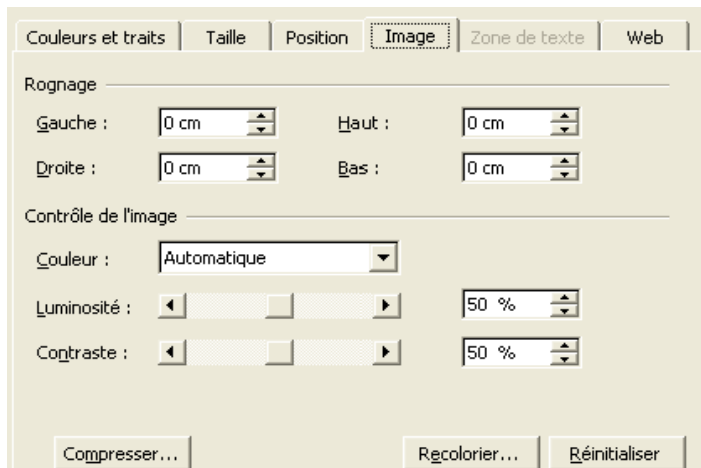 Couleurs et traits Taille Position Image Zone de texte Web
Rognage
Gauche : 0 cm Haut : 0 cm
Droite : 0 cm Bas : 0 cm
Contrôle de l'image
Couleur : Automatique
Luminosité : 50 %
Contraste : 50 %
Compresser... Recolorier... Réinitialiser